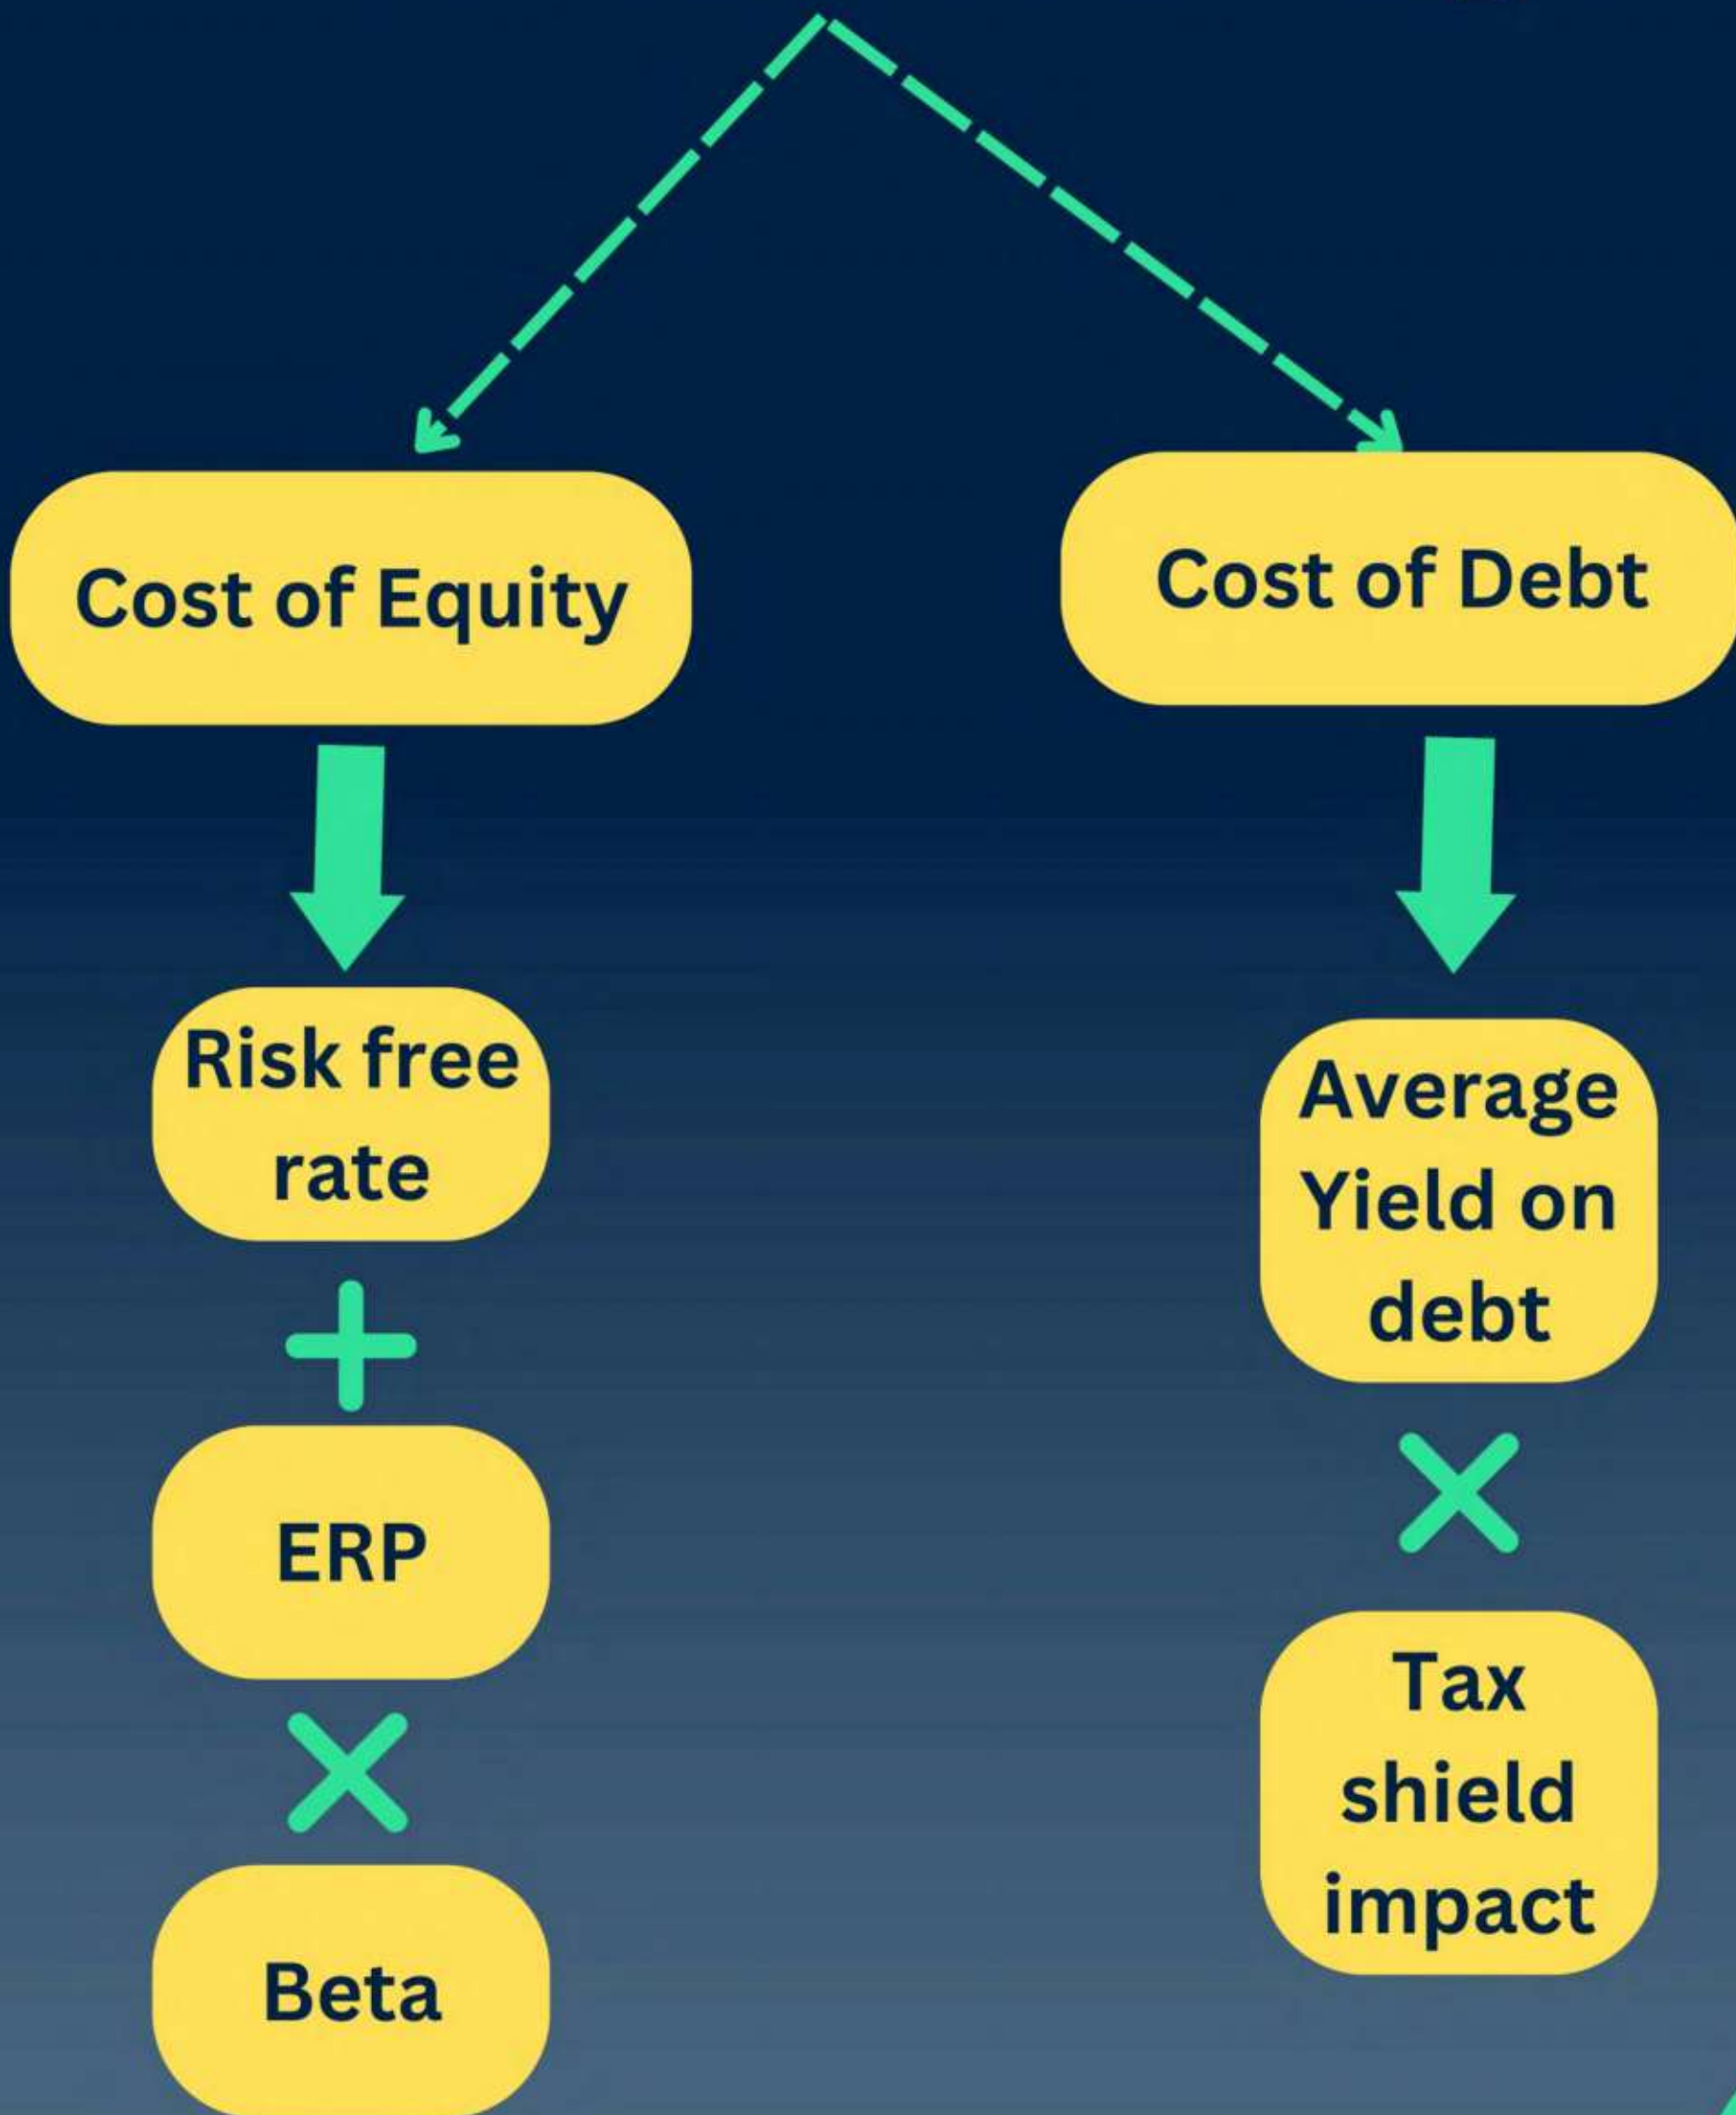 Cost of Equity
Cost of Debt
Risk free
rate
Average
Yield on
debt
ERP
Tax
shield
impact
Beta